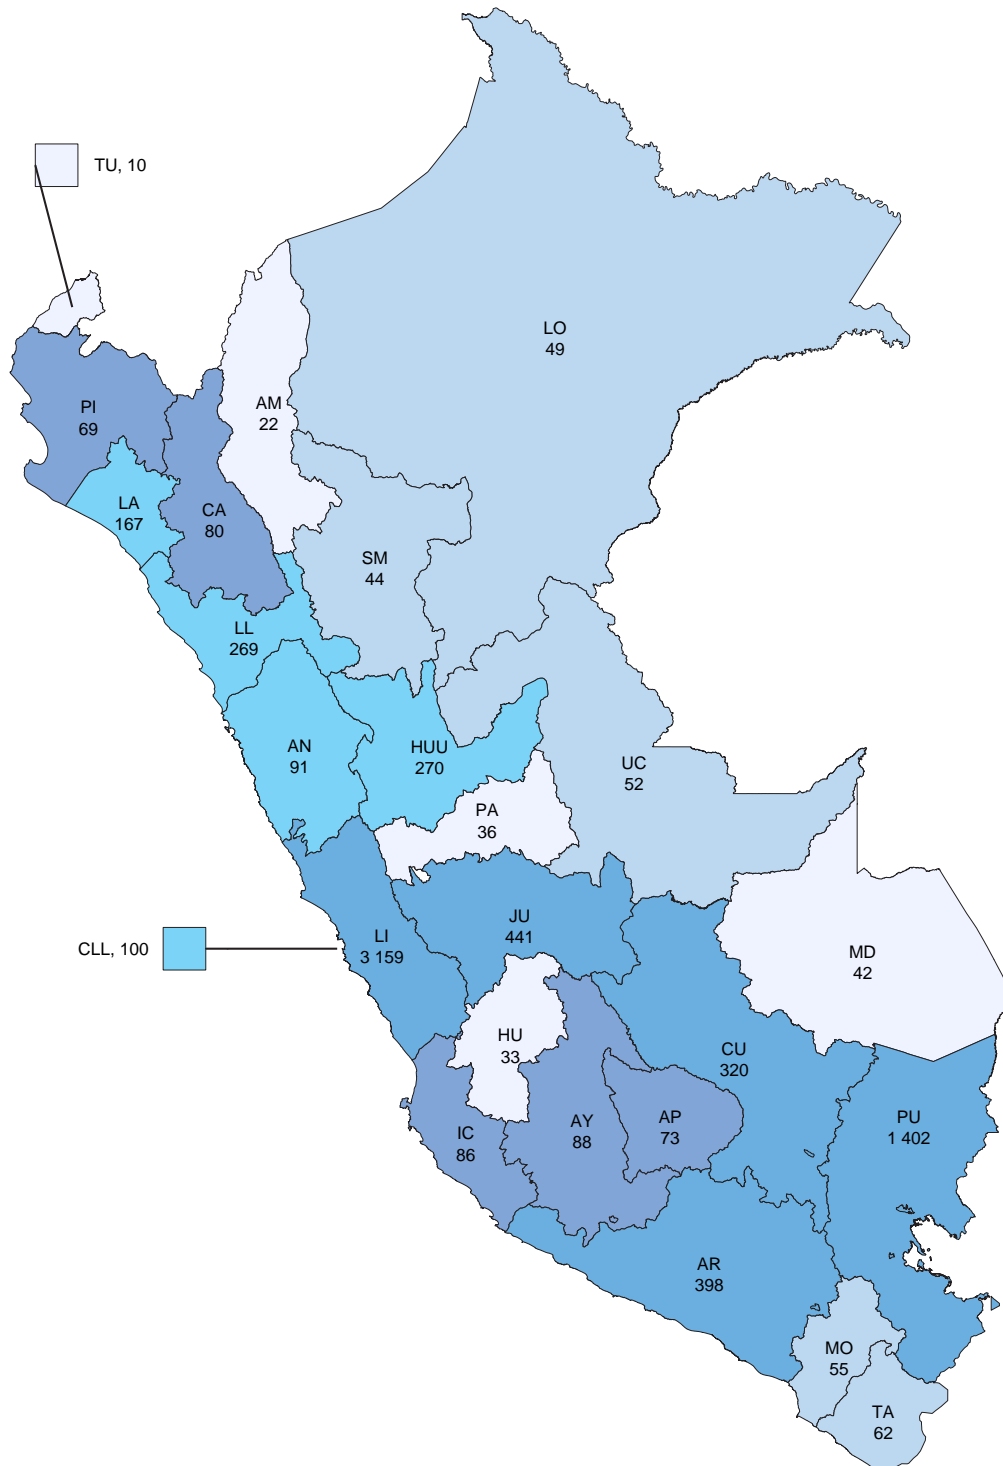 TU, 10
LO
49
AM
22
PI
69
LA
167
CA
80
SM
44
LL
269
AN
91
HUU
270
UC
52
PA
36
JU
441
LI
3 159
CLL, 100
MD
42
HU
33
CU
320
IC
86
AY
88
AP
73
PU
1 402
AR
398
MO
55
TA
62